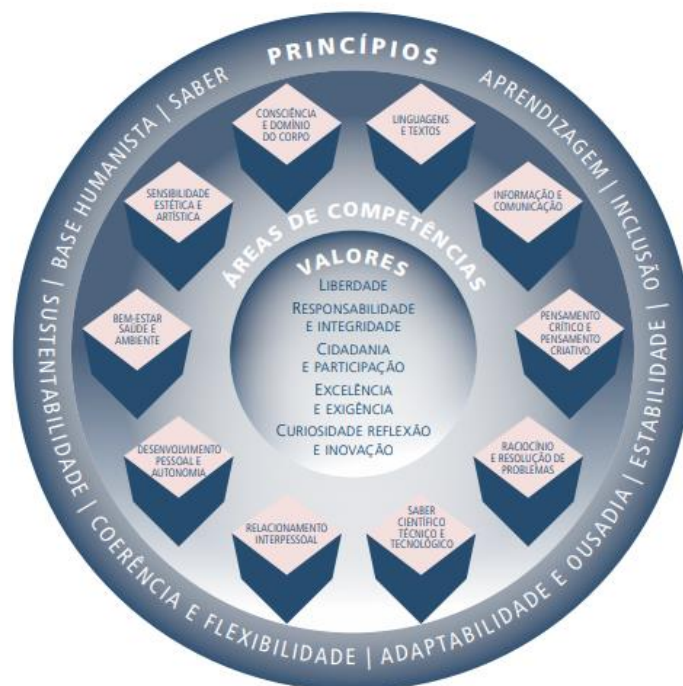 PRINCÍPIOS
BASE HUMANISTA | SABER
APRENDIZAGEM | INCLUSÃO | ESTABILIDADE | ADAPTABILIDADE E OUSADIA | COERÊNCIA E FLEXIBILIDADE | SUSTENTABILIDADE |
CONSCIÊNCIA
E DOMÍNIO
DO CORPO
LINGUAGENS
E TEXTOS
INFORMAÇÃO E
COMUNICAÇÃO
PENSAMENTO
CRÍTICO E
PENSAMENTO
CRIATIVO
RACIOCÍNIO
E RESOLUÇÃO DE
PROBLEMAS
SABER
CIENTÍFICO
TÉCNICO E
TECNOLÓGICO
RELACIONAMENTO
INTERPESSOAL
DESENVOLVIMENTO
PESSOAL E
AUTONOMIA
BEM-ESTAR
SAÚDE E
AMBIENTE
SENSIBILIDADE
ESTÉTICA E
ARTÍSTICA
ÁREAS DE COMPETÊNCIAS
VALORES
LIBERDADE
RESPONSABILIDADE
E INTEGRIDADE
CIDADANIA
E PARTICIPAÇÃO
EXCELÊNCIA
E EXIGÊNCIA
CURIOSIDADE REFLEXÃO
E INOVAÇÃO